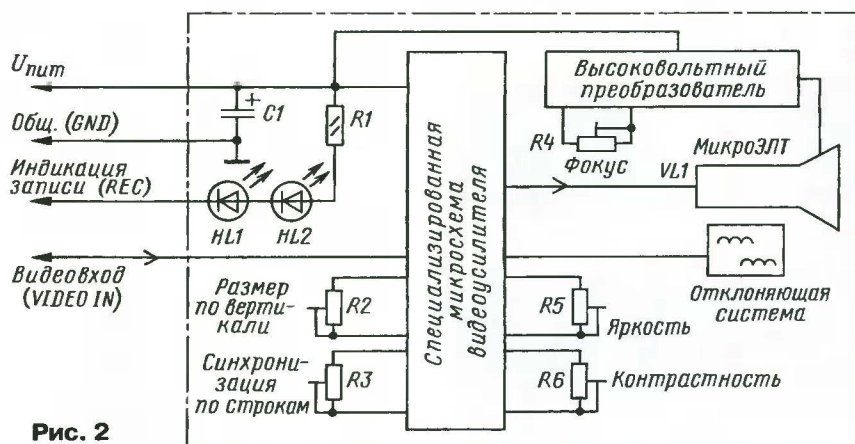 Uпит
Общ. (GND)
Индикация
записи (REC)
Видеовход
(VIDEO IN)
C1
+
R1
HL1
HL2
Размер
по верти-
кали
R2
Синхрони-
зация
по строкам
R3
Специализированная
микросхема
видеоусилителя
Высоковольтный
преобразователь
R4
Фокус
МикроЭЛТ
VL1
Отклоняющая
система
R5
Яркость
R6
Контрастность
Рис. 2